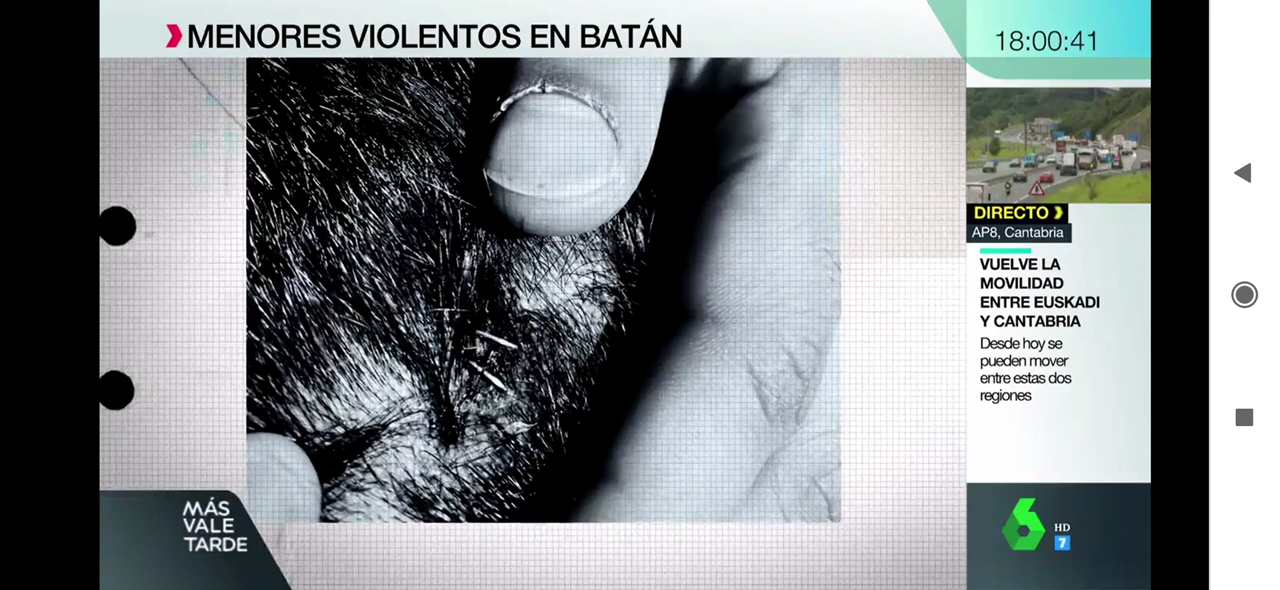 MENORES VIOLENTOS EN BATÁN
18:00:41
DIRECTO
AP8, Cantabria
VUELVE LA
MOVILIDAD
ENTRE EUSKADI
Y CANTABRIA
Desde hoy se
pueden mover
entre estas dos
regiones
MÁS
VALE
TARDE
6
HD
7